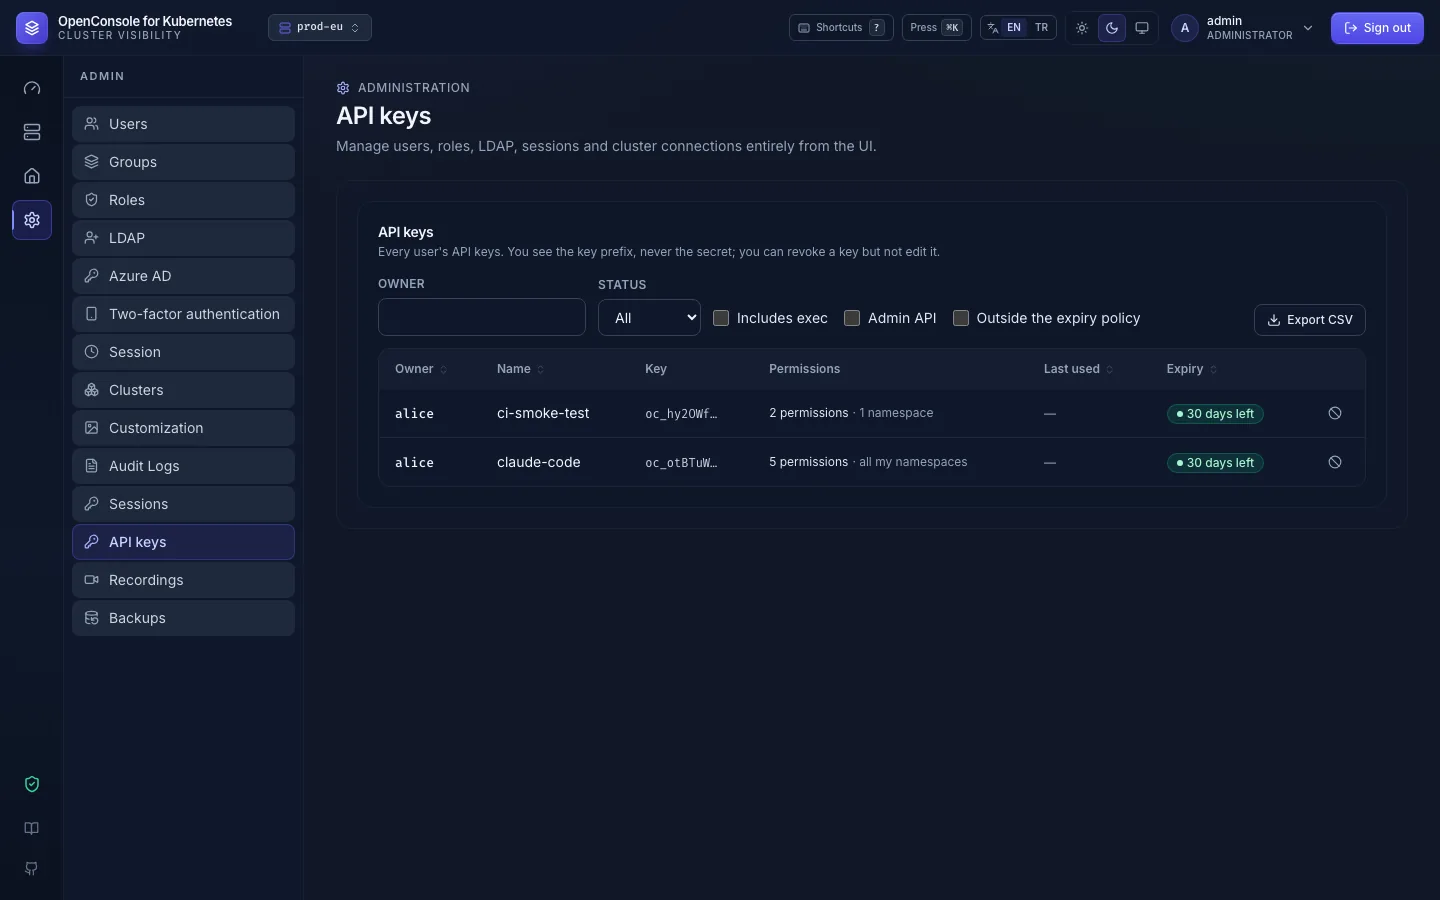 OpenConsole for Kubernetes
CLUSTER VISIBILITY
prod-eu
Shortcuts ?
Press ⌘K
EN TR
A
admin
ADMINISTRATOR
Sign out
ADMIN
Users
Groups
Roles
LDAP
Azure AD
Two-factor authentication
Session
Clusters
Customization
Audit Logs
Sessions
API keys
Recordings
Backups
ADMINISTRATION
API keys
Manage users, roles, LDAP, sessions and cluster connections entirely from the UI.
API keys
Every user's API keys. You see the key prefix, never the secret; you can revoke a key but not edit it.
OWNER STATUS
All Includes exec Admin API Outside the expiry policy Export CSV
Owner Name Key Permissions Last used Expiry
alice ci-smoke-test oc_hy2OWf… 2 permissions · 1 namespace — 30 days left
alice claude-code oc_otBTuW… 5 permissions · all my namespaces — 30 days left